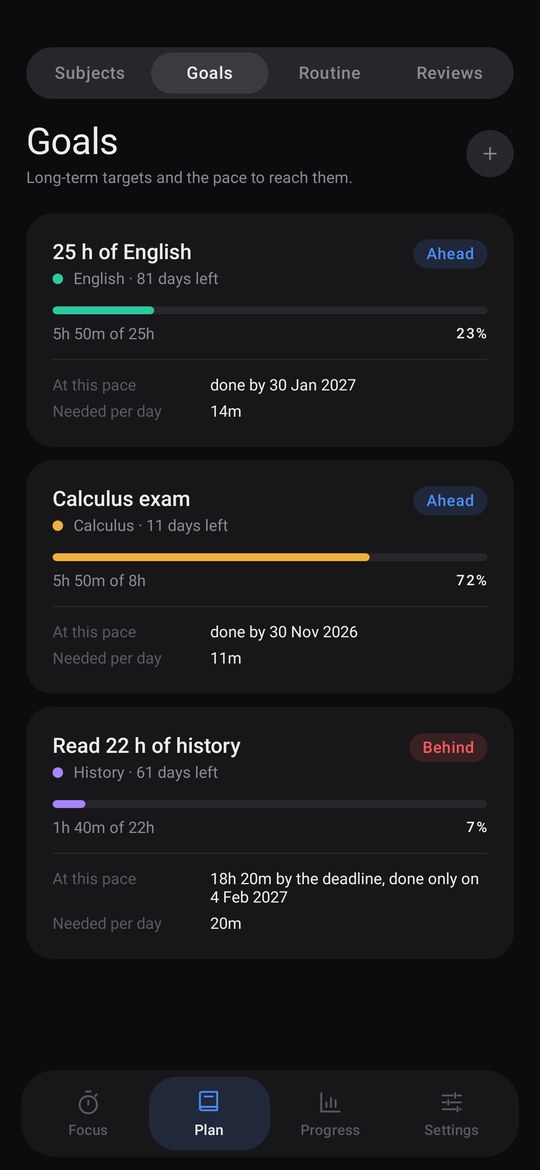 Subjects Goals Routine Reviews
Goals
Long-term targets and the pace to reach them.
25 h of English Ahead
English · 81 days left
5h 50m of 25h 23%
At this pace done by 30 Jan 2027
Needed per day 14m
Calculus exam Ahead
Calculus · 11 days left
5h 50m of 8h 72%
At this pace done by 30 Nov 2026
Needed per day 11m
Read 22 h of history Behind
History · 61 days left
1h 40m of 22h 7%
At this pace 18h 20m by the deadline, done only on
4 Feb 2027
Needed per day 20m
Focus Plan Progress Settings